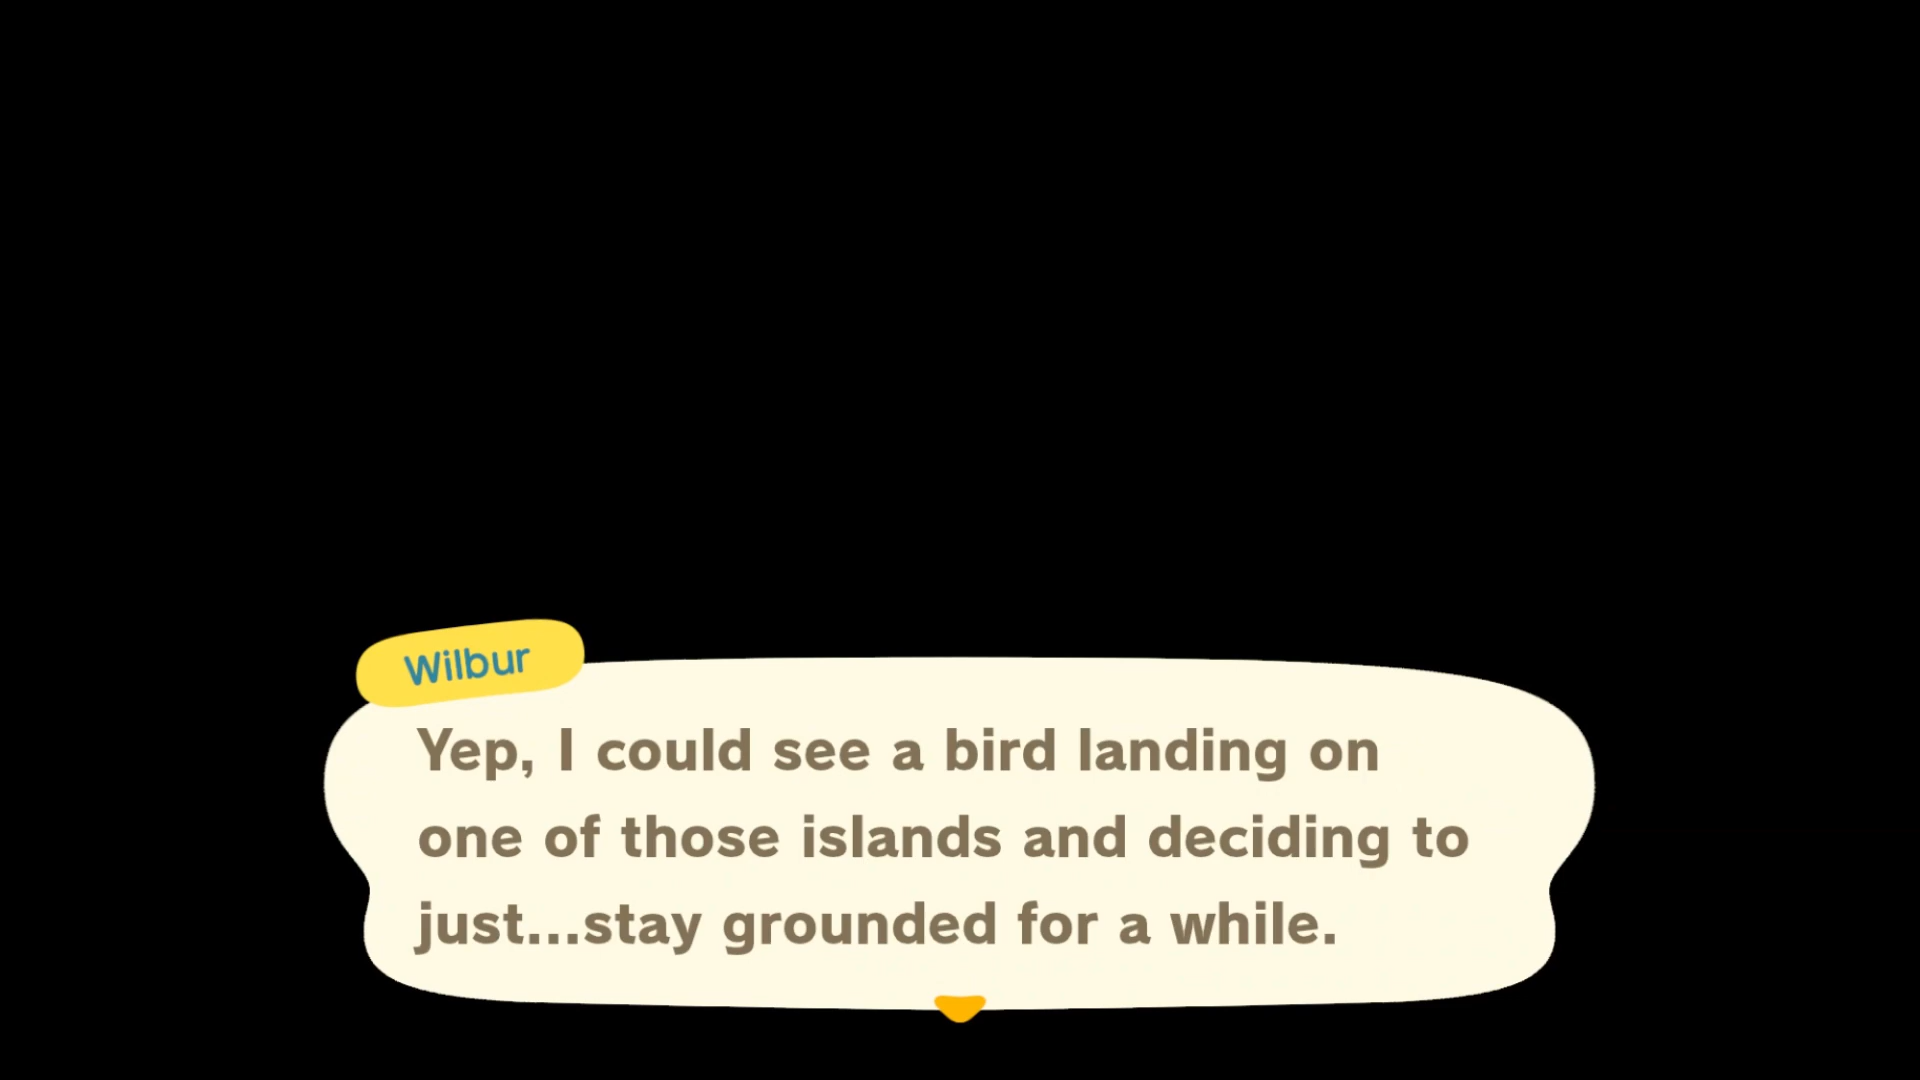 Wilbur
Yep, I could see a bird landing on
one of those islands and deciding to
just...stay grounded for a while.